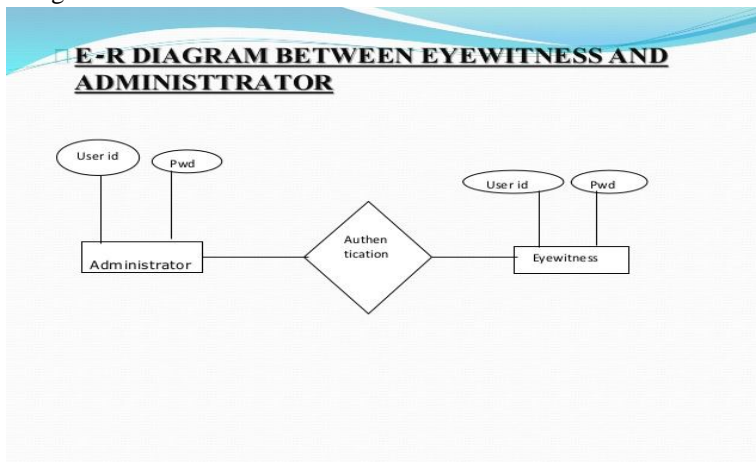 E-R DIAGRAM BETWEEN EYEWITNESS AND
ADMINISTTRATOR
User id
Pwd
User id
Pwd
Authen
tication
Administrator
Eyewitness